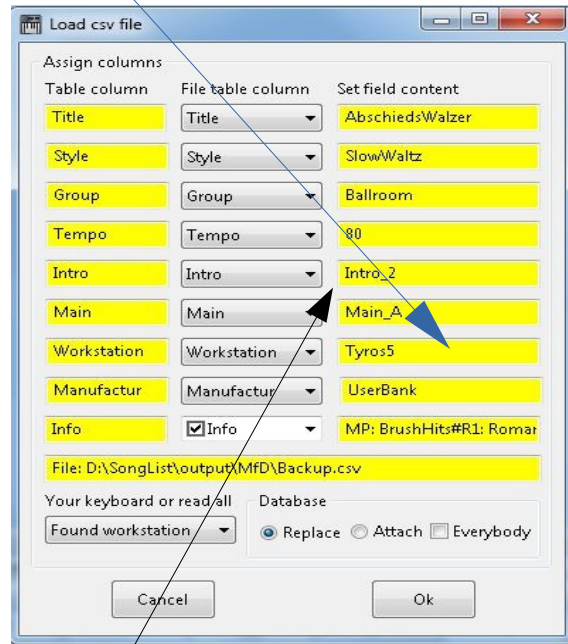 Load csv file
Assign columns
Table column File table column Set field content
Title Title AbschiedsWalzer
Style Style SlowWaltz
Group Group Ballroom
Tempo Tempo 80
Intro Intro Intro_2
Main Main Main_A
Workstation Workstation Tyros5
Manufactur Manufactur UserBank
Info Info MP: BrushHits#R1: Romar
File: D:\SongList\output\MfD\Backup.csv
Your keyboard or read all Database
Found workstation Replace Attach Everybody
Cancel Ok